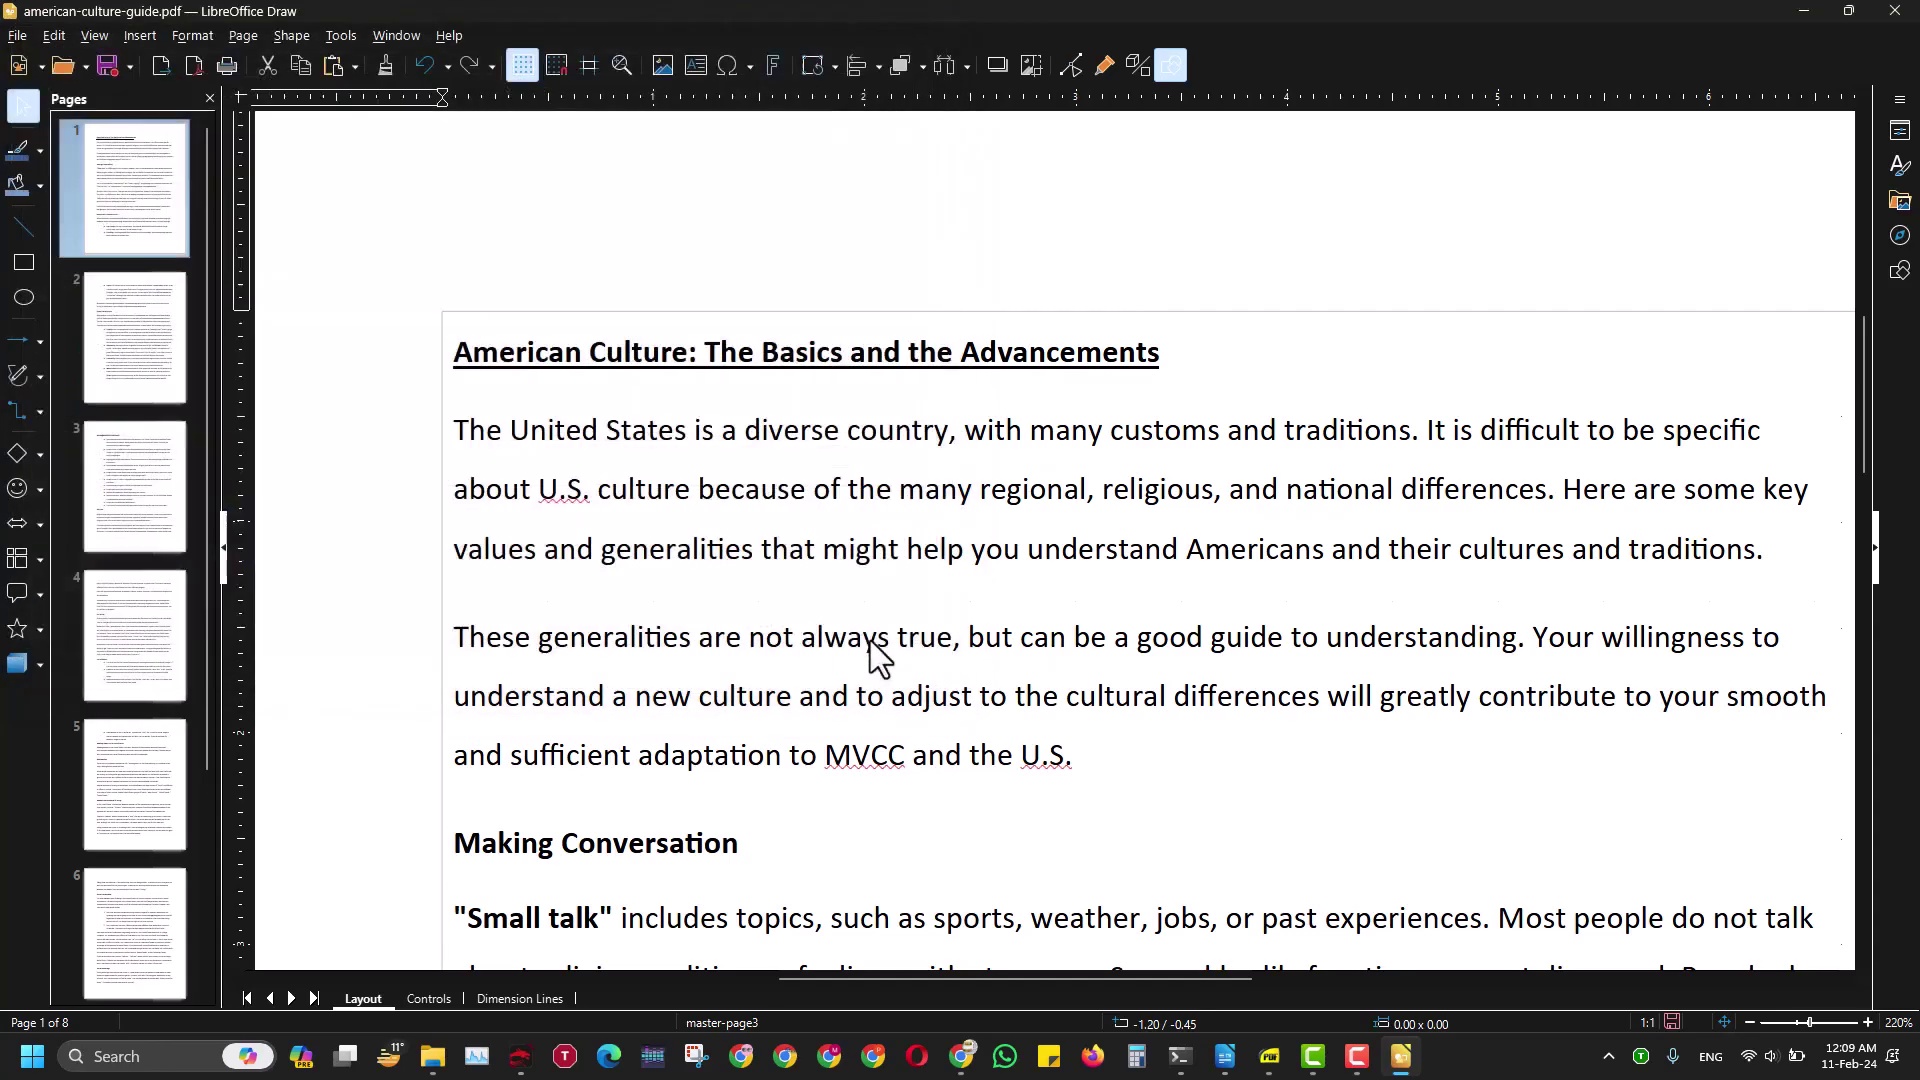 american-culture-guide.pdf — LibreOffice Draw
File Edit View Insert Format Page Shape Tools Window Help
Pages
1
2
3
4
5
6
1 2 3 4 5 6
American Culture: The Basics and the Advancements
The United States is a diverse country, with many customs and traditions. It is difficult to be specific
about U.S. culture because of the many regional, religious, and national differences. Here are some key
values and generalities that might help you understand Americans and their cultures and traditions.
These generalities are not always true, but can be a good guide to understanding. Your willingness to
understand a new culture and to adjust to the cultural differences will greatly contribute to your smooth
and sufficient adaptation to MVCC and the U.S.
Making Conversation
"Small talk" includes topics, such as sports, weather, jobs, or past experiences. Most people do not talk
Layout Controls Dimension Lines
Page 1 of 8 master-page3 -1.20 / -0.45 0.00 x 0.00 1:1 220%
Search PRE 11° ENG 12:09 AM
11-Feb-24